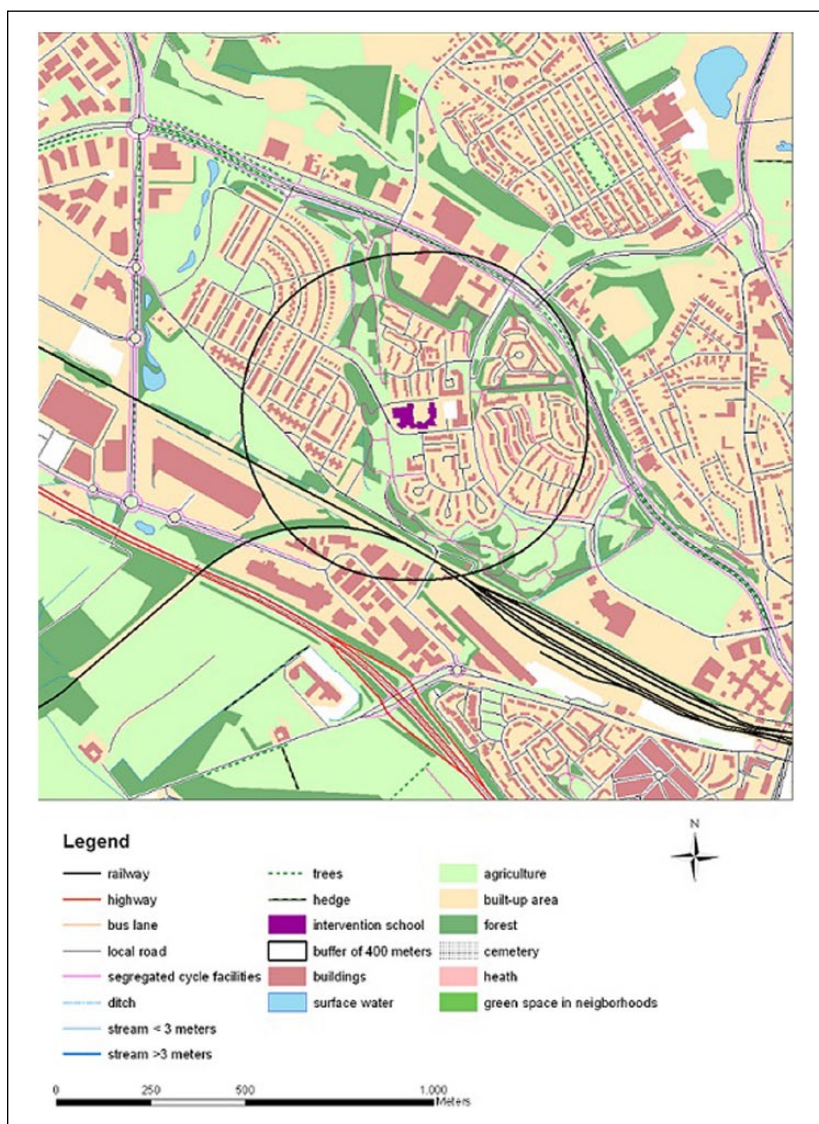 Legend
railway
highway
bus lane
local road
segregated cycle facilities
ditch
stream < 3 meters
stream >3 meters
trees
hedge
intervention school
buffer of 400 meters
buildings
surface water
agriculture
built-up area
forest
cemetery
heath
green space in neigborhoods
N
0 250 500 1.000
Meters